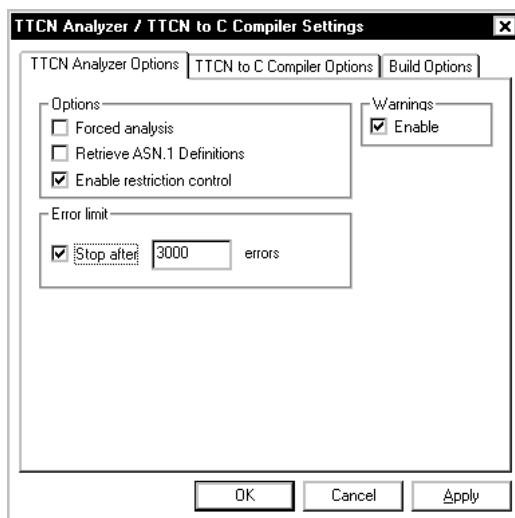 TTCN Analyzer / TTCN to C Compiler Settings
TTCN Analyzer Options TTCN to C Compiler Options Build Options
Options
Forced analysis
Retrieve ASN.1 Definitions
Enable restriction control
Warnings
Enable
Error limit
Stop after 3000 errors
OK Cancel Apply